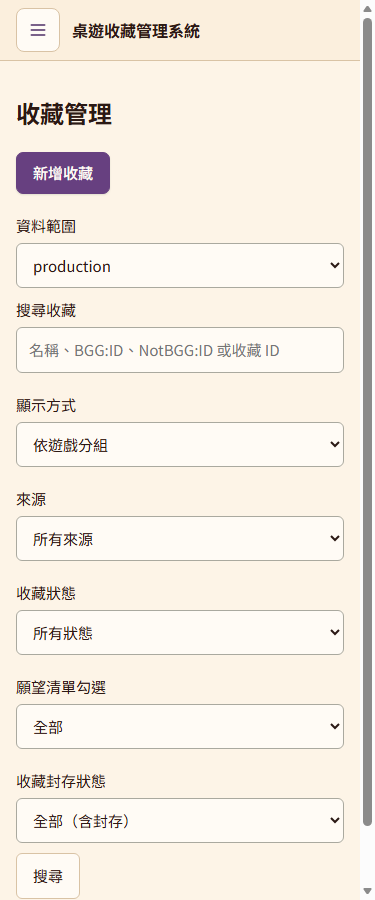 桌遊收藏管理系統
收藏管理
新增收藏
資料範圍
production
搜尋收藏
名稱、BGG:ID、NotBGG:ID 或收藏 ID
顯示方式
依遊戲分組
來源
所有來源
收藏狀態
所有狀態
願望清單勾選
全部
收藏封存狀態
全部（含封存）
搜尋